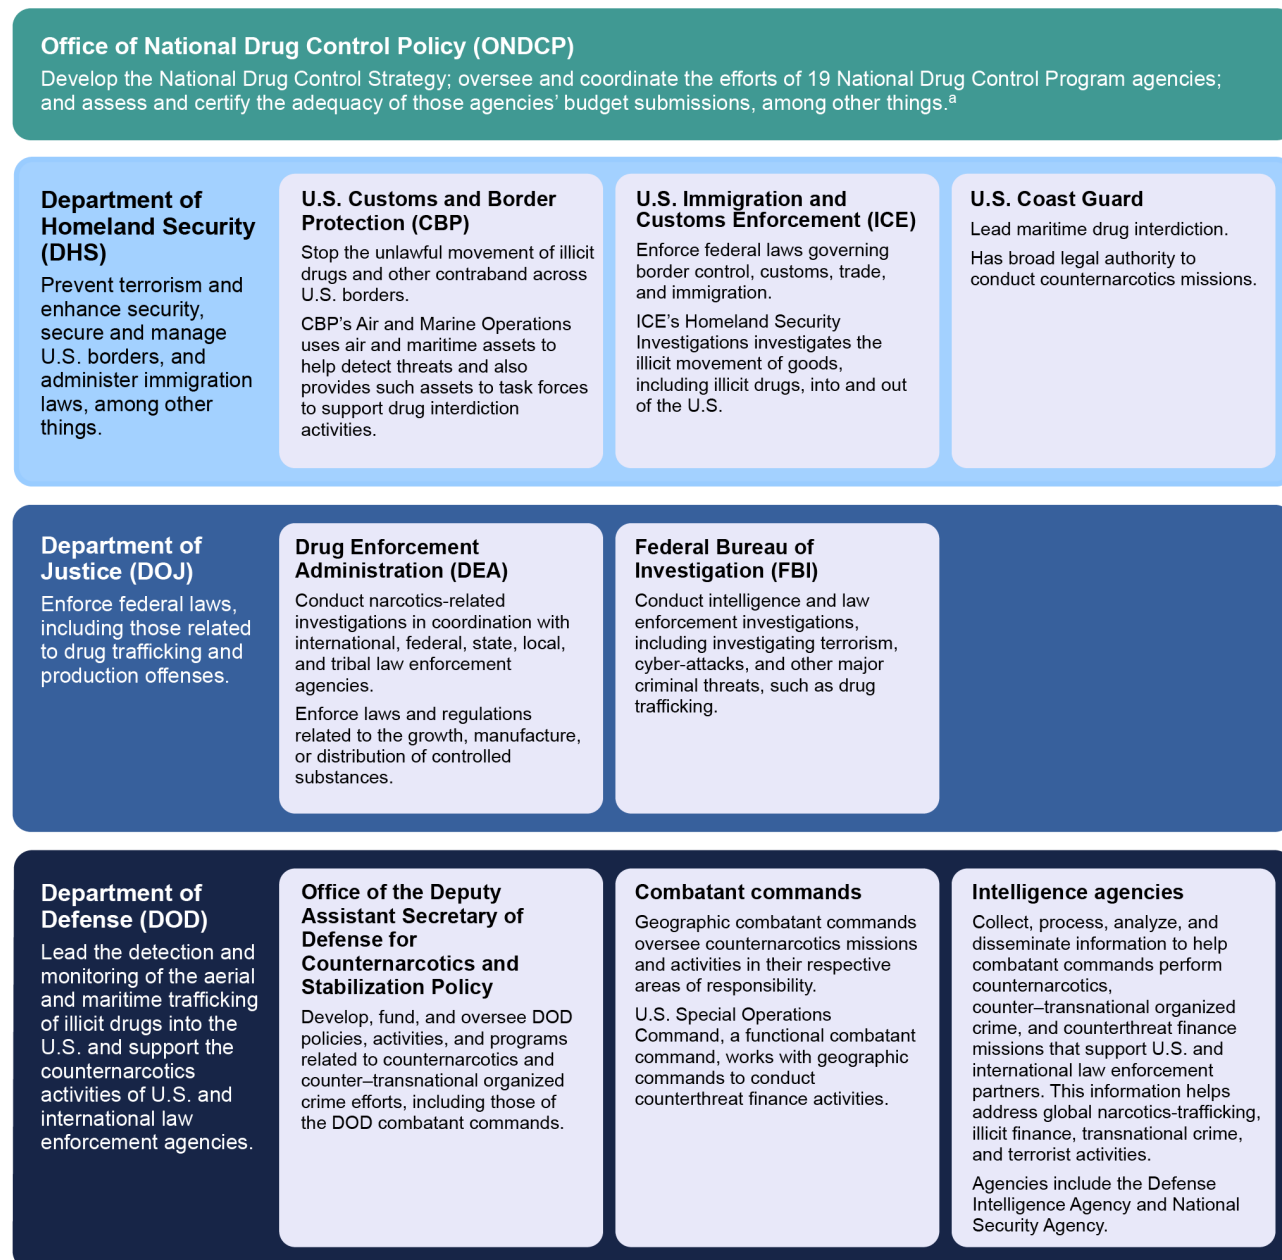 Office of National Drug Control Policy (ONDCP)
Develop the National Drug Control Strategy; oversee and coordinate the efforts of 19 National Drug Control Program agencies;
and assess and certify the adequacy of those agencies’ budget submissions, among other things.ª
Department of
Homeland Security
(DHS)
Prevent terrorism and
enhance security,
secure and manage
U.S. borders, and
administer immigration
laws, among other
things.
U.S. Customs and Border
Protection (CBP)
Stop the unlawful movement of illicit
drugs and other contraband across
U.S. borders.
CBP’s Air and Marine Operations
uses air and maritime assets to
help detect threats and also
provides such assets to task forces
to support drug interdiction
activities.
U.S. Immigration and
Customs Enforcement (ICE)
Enforce federal laws governing
border control, customs, trade,
and immigration.
ICE’s Homeland Security
Investigations investigates the
illicit movement of goods,
including illicit drugs, into and out
of the U.S.
U.S. Coast Guard
Lead maritime drug interdiction.
Has broad legal authority to
conduct counternarcotics missions.
Department of
Justice (DOJ)
Enforce federal laws,
including those related
to drug trafficking and
production offenses.
Drug Enforcement
Administration (DEA)
Conduct narcotics-related
investigations in coordination with
international, federal, state, local,
and tribal law enforcement
agencies.
Enforce laws and regulations
related to the growth, manufacture,
or distribution of controlled
substances.
Federal Bureau of
Investigation (FBI)
Conduct intelligence and law
enforcement investigations,
including investigating terrorism,
cyber-attacks, and other major
criminal threats, such as drug
trafficking.
Department of
Defense (DOD)
Lead the detection and
monitoring of the aerial
and maritime trafficking
of illicit drugs into the
U.S. and support the
counternarcotics
activities of U.S. and
international law
enforcement agencies.
Office of the Deputy
Assistant Secretary of
Defense for
Counternarcotics and
Stabilization Policy
Develop, fund, and oversee DOD
policies, activities, and programs
related to counternarcotics and
counter–transnational organized
crime efforts, including those of
the DOD combatant commands.
Combatant commands
Geographic combatant commands
oversee counternarcotics missions
and activities in their respective
areas of responsibility.
U.S. Special Operations
Command, a functional combatant
command, works with geographic
commands to conduct
counterthreat finance activities.
Intelligence agencies
Collect, process, analyze, and
disseminate information to help
combatant commands perform
counternarcotics,
counter–transnational organized
crime, and counterthreat finance
missions that support U.S. and
international law enforcement
partners. This information helps
address global narcotics-trafficking,
illicit finance, transnational crime,
and terrorist activities.
Agencies include the Defense
Intelligence Agency and National
Security Agency.